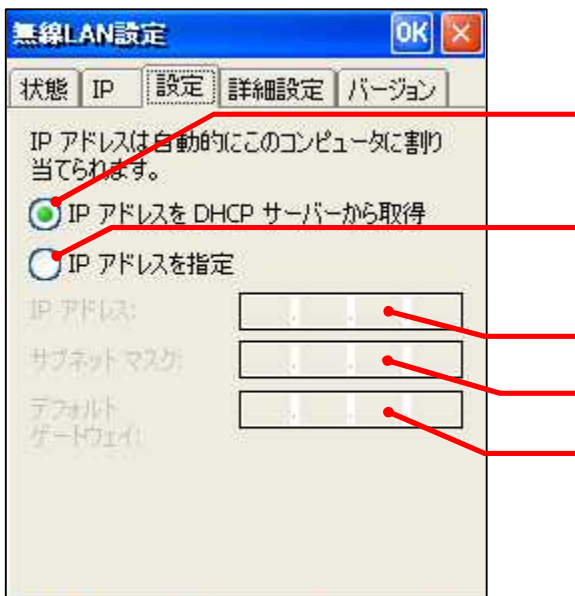 無線LAN設定 OK
状態 IP 設定 詳細設定 バージョン
IP アドレスは自動的にこのコンピュータに割り
当てられます。
IP アドレスを DHCP サーバーから取得
IP アドレスを指定
IP アドレス:
サブネット マスク:
デフォルト
ゲートウェイ: